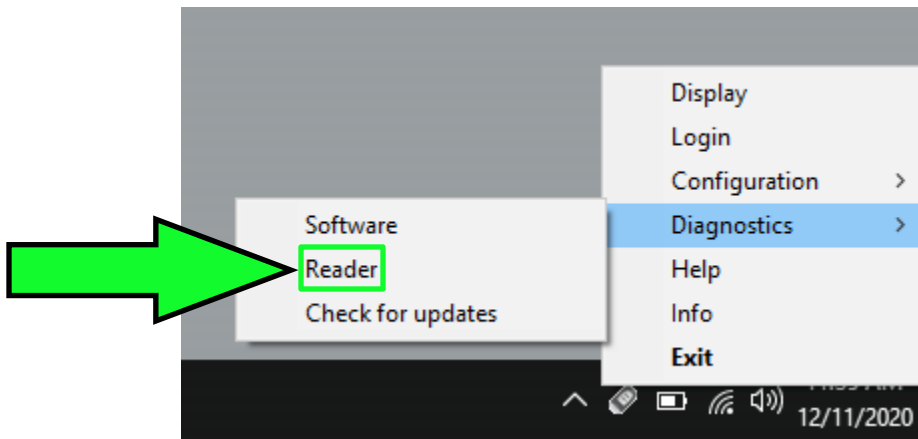 Display
Login
Configuration
Diagnostics
Help
Info
Exit
Software
Reader
Check for updates
12/11/2020